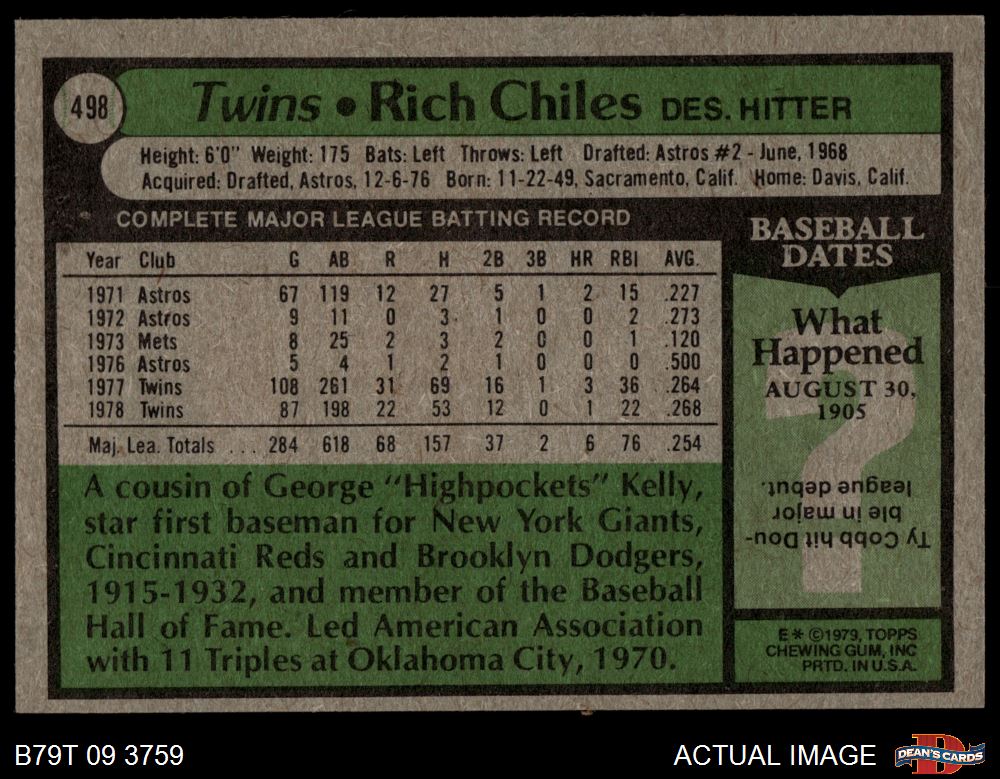 498
Twins • Rich Chiles DES. HITTER
Height: 6'0" Weight: 175 Bats: Left Throws: Left Drafted: Astros #2 - June, 1968
Acquired: Drafted, Astros, 12-6-76 Born: 11-22-49, Sacramento, Calif. Home: Davis, Calif.
COMPLETE MAJOR LEAGUE BATTING RECORD
Year Club G AB R H 2B 3B HR RBI AVG.
1971 Astros 67 119 12 27 5 1 2 15 .227
1972 Astros 9 11 0 3 1 0 0 2 .273
1973 Mets 8 25 2 3 2 0 0 1 .120
1976 Astros 5 4 1 2 1 0 0 0 .500
1977 Twins 108 261 31 69 16 1 3 36 .264
1978 Twins 87 198 22 53 12 0 1 22 .268
Maj. Lea. Totals ... 284 618 68 157 37 2 6 76 .254
A cousin of George "Highpockets" Kelly,
star first baseman for New York Giants,
Cincinnati Reds and Brooklyn Dodgers,
1915-1932, and member of the Baseball
Hall of Fame. Led American Association
with 11 Triples at Oklahoma City, 1970.
BASEBALL
DATES
What
Happened
AUGUST 30,
1905
?
Ty Cobb hit Dou-
ble in major
league debut.
E * ©1979, TOPPS
CHEWING GUM, INC
PRTD. IN U.S.A.
B79T 09 3759
ACTUAL IMAGE
D
DEAN'S CARDS